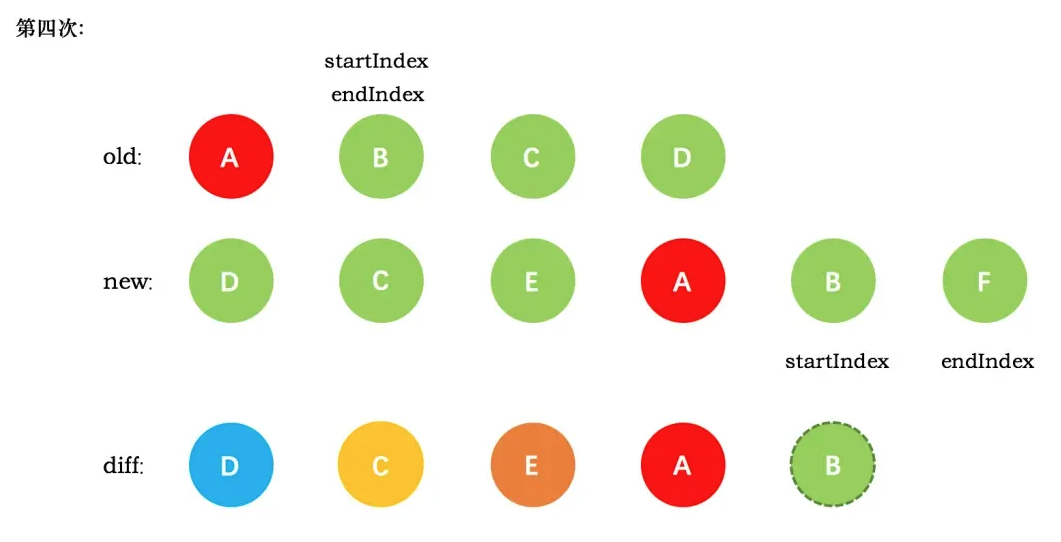 第四次:
startIndex
endIndex
old: A B C D
new: D C E A B F
startIndex endIndex
diff: D C E A B